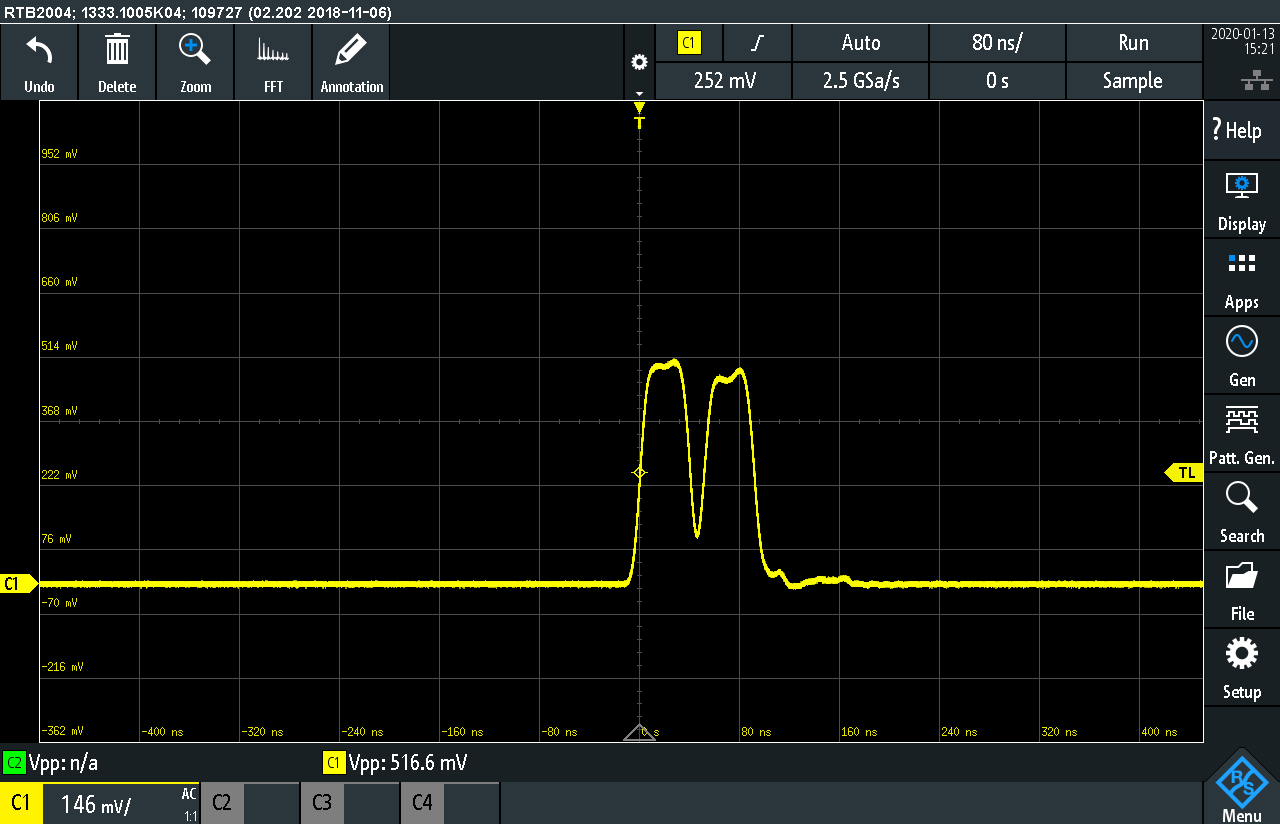 RTB2004; 1333.1005K04; 109727 (02.202 2018-11-06)
Undo Delete Zoom FFT Annotation
C1 Auto 80 ns/ Run
252 mV 2.5 GSa/s 0 s Sample
2020-01-13
15:21
T
952 mV
806 mV
660 mV
514 mV
368 mV
222 mV
76 mV
-70 mV
-216 mV
-362 mV
C1
TL
-400 ns -320 ns -240 ns -160 ns -80 ns 0 s 80 ns 160 ns 240 ns 320 ns 400 ns
? Help
Display
Apps
Gen
Patt. Gen.
Search
File
Setup
R&S
Menu
C2 Vpp: n/a C1 Vpp: 516.6 mV
C1 146 mV/ AC 1:1 C2 C3 C4